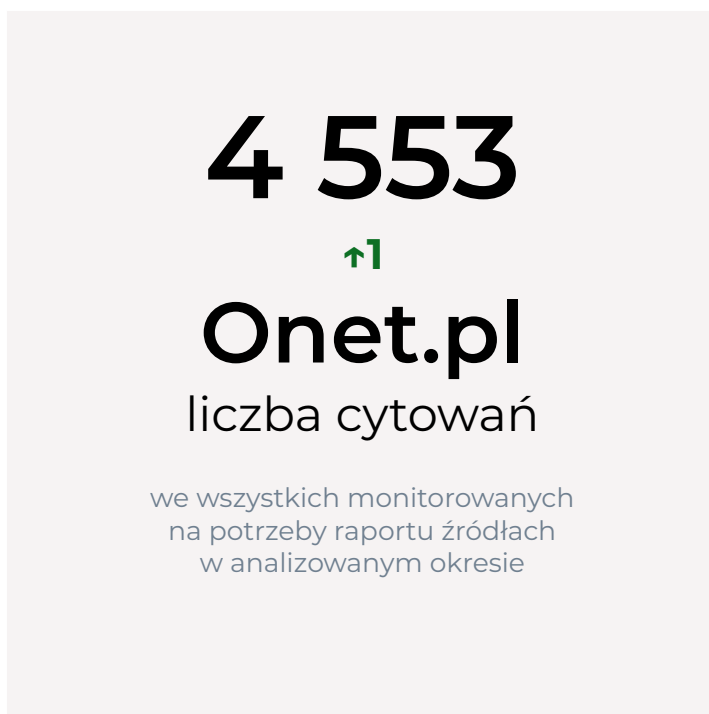 4 553
↑1
Onet.pl
liczba cytowań
we wszystkich monitorowanych
na potrzeby raportu źródłach
w analizowanym okresie